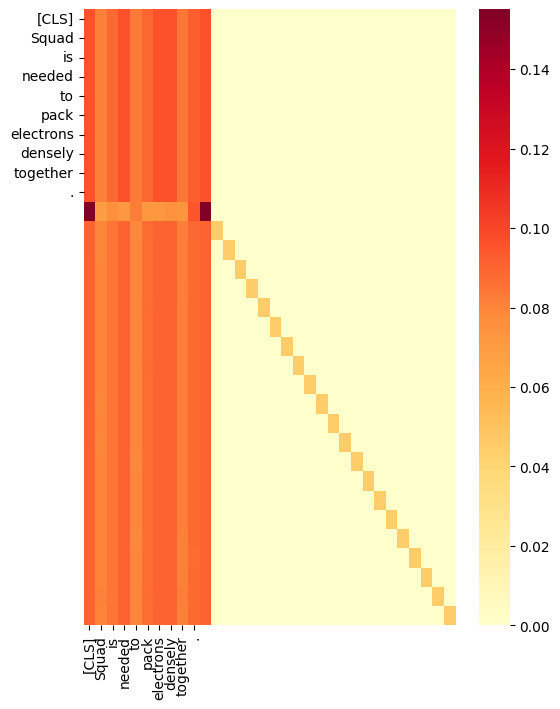 [CLS]
Squad
is
needed
to
pack
electrons
densely
together
.
0.14
0.12
0.10
0.08
0.06
0.04
0.02
0.00
[CLS]
Squad
is
needed
to
pack
electrons
densely
together
.